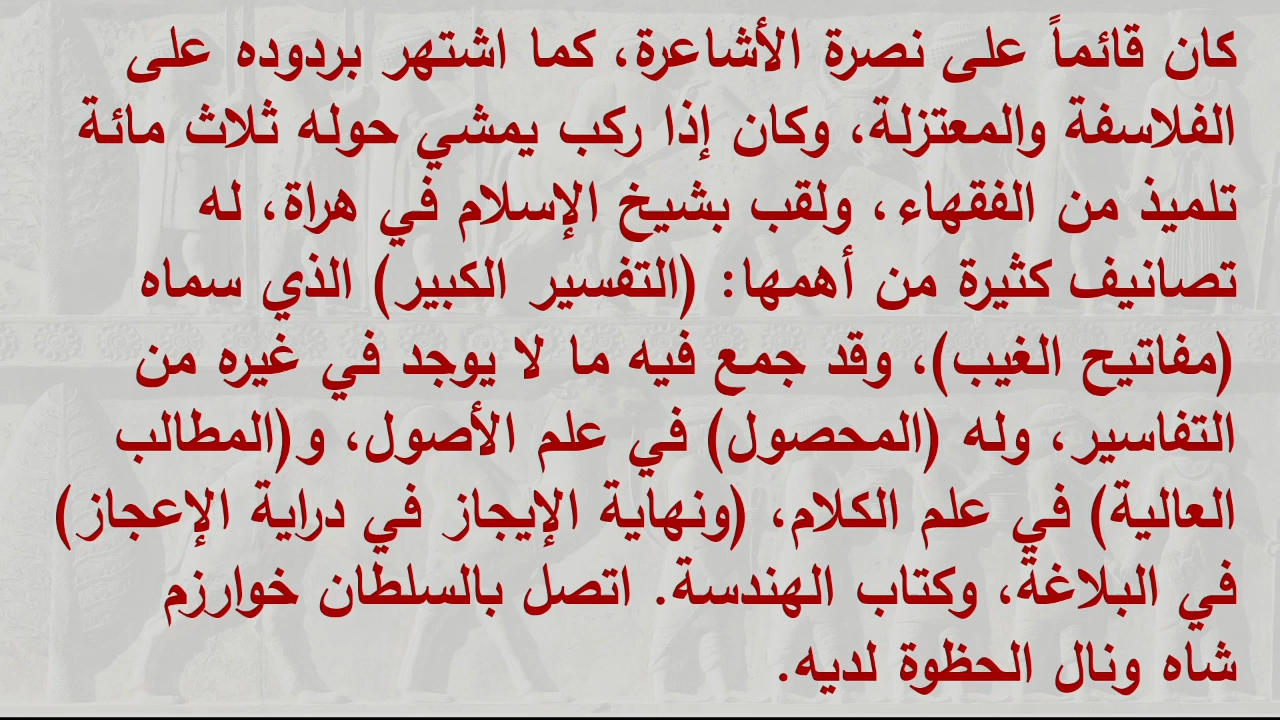 كان قائماً على نصرة الأشاعرة، كما اشتهر بردوده على
الفلاسفة والمعتزلة، وكان إذا ركب يمشي حوله ثلاث مائة
تلميذ من الفقهاء، ولقب بشيخ الإسلام في هراة، له
تصانيف كثيرة من أهمها: (التفسير الكبير) الذي سماه
(مفاتيح الغيب)، وقد جمع فيه ما لا يوجد في غيره من
التفاسير، وله (المحصول) في علم الأصول، و(المطالب
العالية) في علم الكلام، (ونهاية الإيجاز في دراية الإعجاز)
في البلاغة، وكتاب الهندسة. اتصل بالسلطان خوارزم
شاه ونال الحظوة لديه.